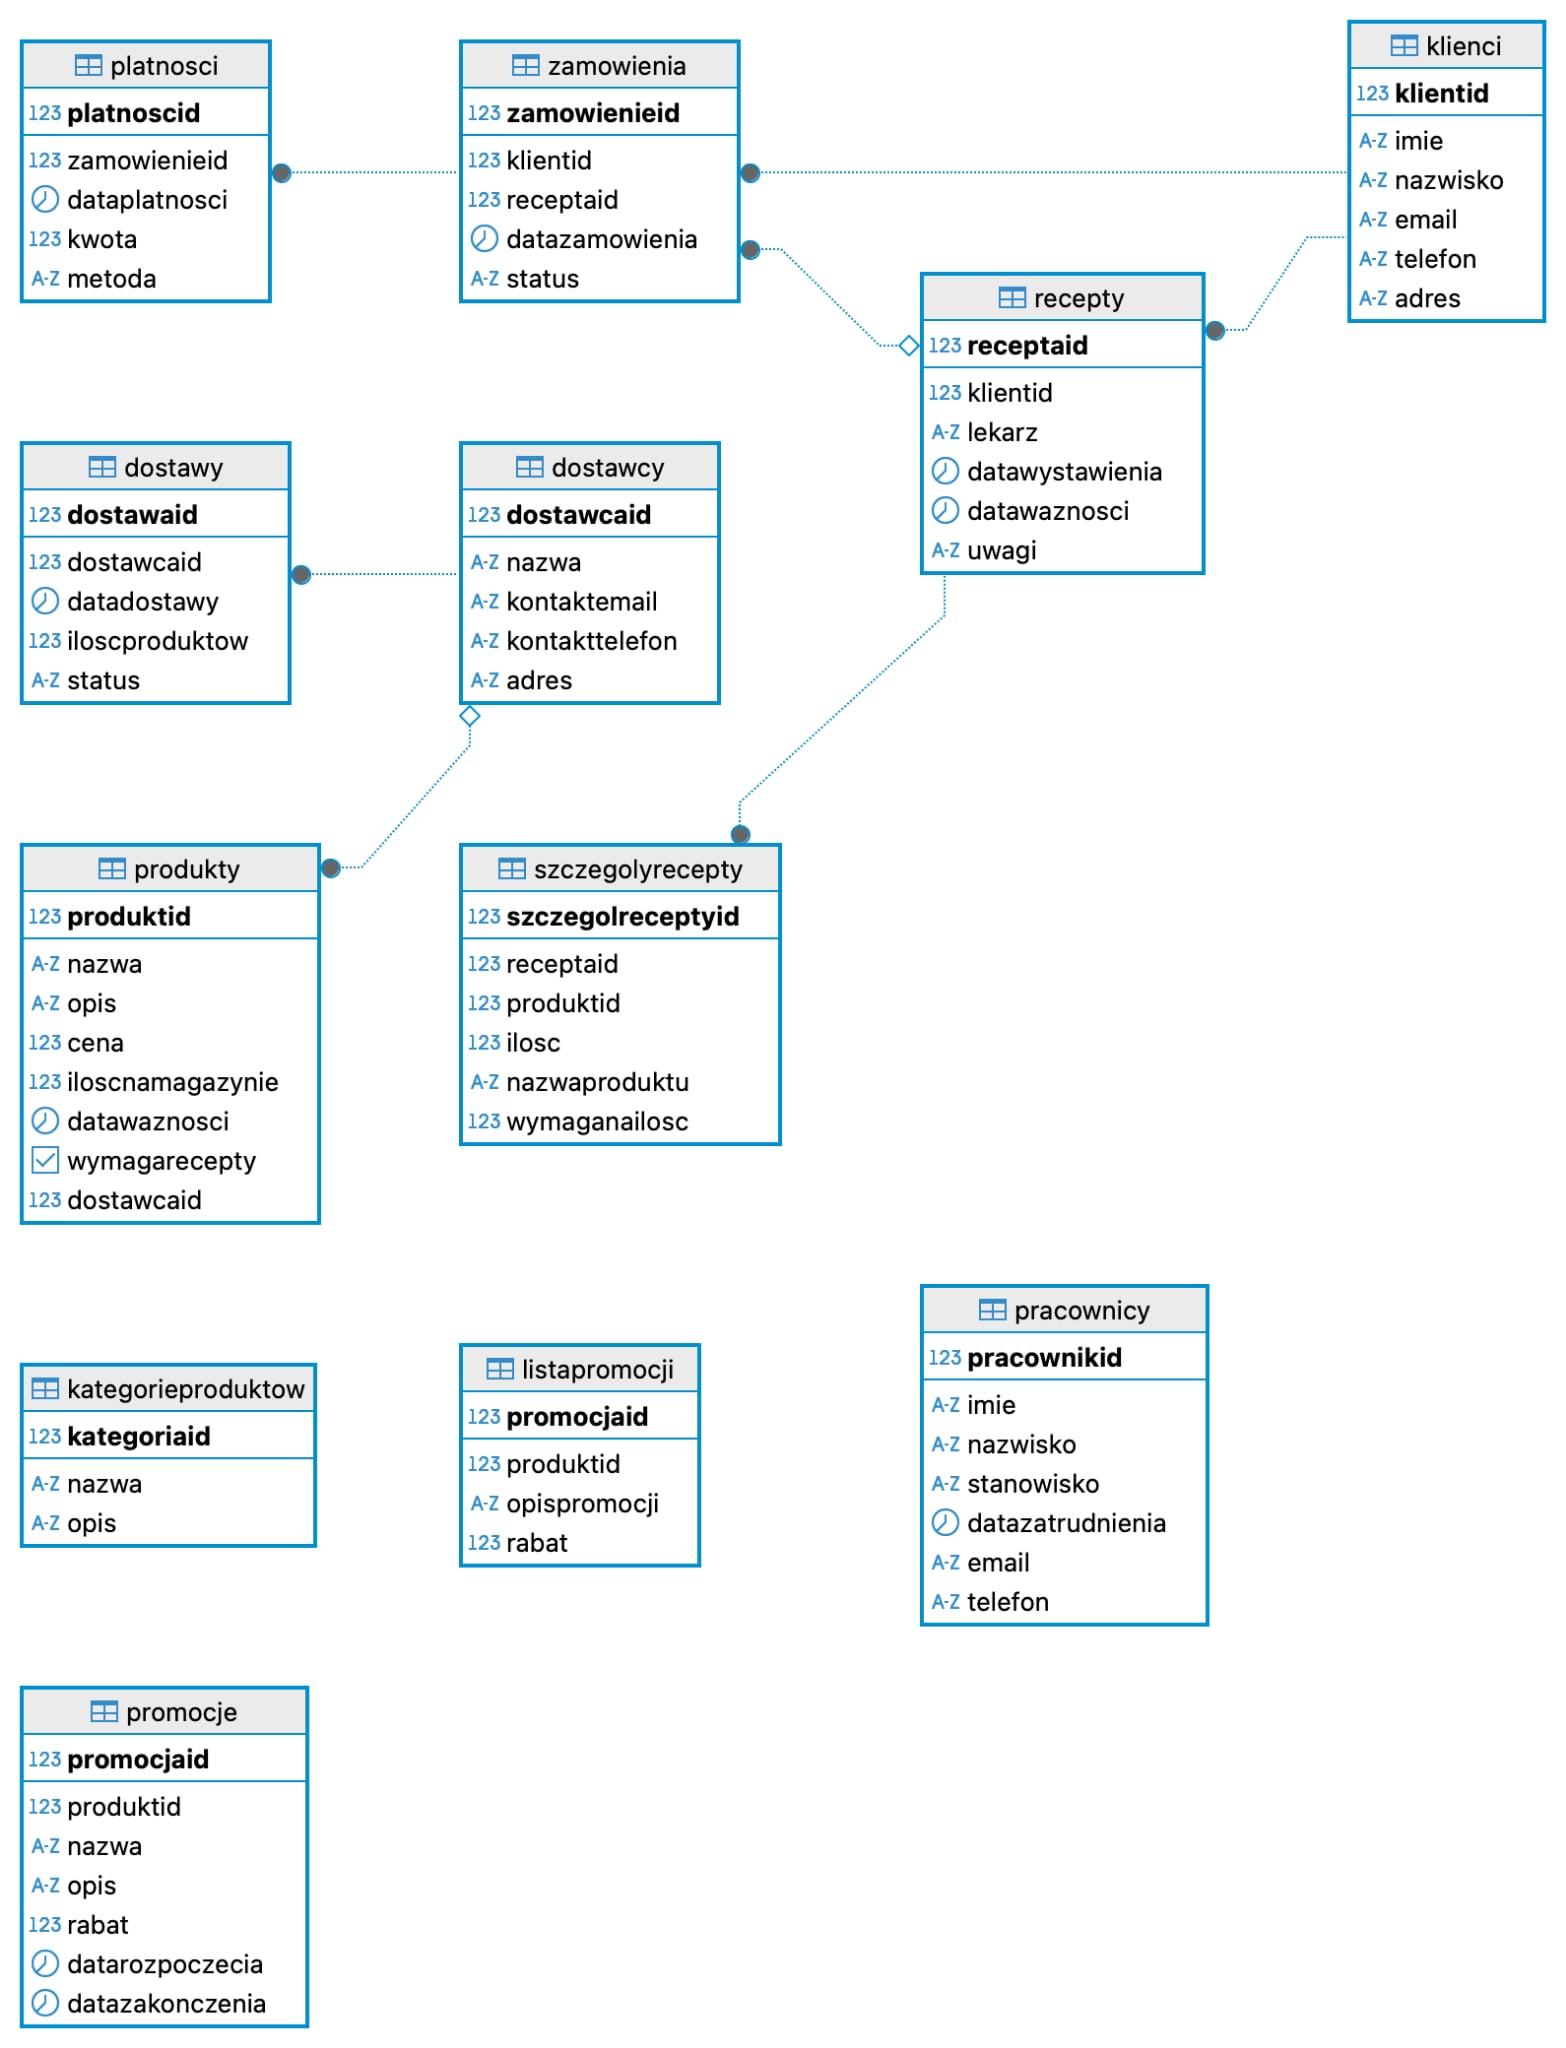 platnosci
123 platnoscid
123 zamowienieid
dataplatnosci
123 kwota
A-Z metoda
zamowienia
123 zamowienieid
123 klientid
123 receptaid
datazamowienia
A-Z status
klienci
123 klientid
A-Z imie
A-Z nazwisko
A-Z email
A-Z telefon
A-Z adres
recepty
123 receptaid
123 klientid
A-Z lekarz
datawystawienia
datawaznosci
A-Z uwagi
dostawy
123 dostawaid
123 dostawcaid
datadostawy
123 iloscproduktow
A-Z status
dostawcy
123 dostawcaid
A-Z nazwa
A-Z kontaktemail
A-Z kontakttelefon
A-Z adres
produkty
123 produktid
A-Z nazwa
A-Z opis
123 cena
123 iloscnamagazynie
datawaznosci
wymagarecepty
123 dostawcaid
szczegolyrecepty
123 szczegolreceptyid
123 receptaid
123 produktid
123 ilosc
A-Z nazwaproduktu
123 wymaganailosc
kategorieproduktow
123 kategoriaid
A-Z nazwa
A-Z opis
listapromocji
123 promocjaid
123 produktid
A-Z opispromocji
123 rabat
pracownicy
123 pracownikid
A-Z imie
A-Z nazwisko
A-Z stanowisko
datazatrudnienia
A-Z email
A-Z telefon
promocje
123 promocjaid
123 produktid
A-Z nazwa
A-Z opis
123 rabat
datarozpoczecia
datazakonczenia